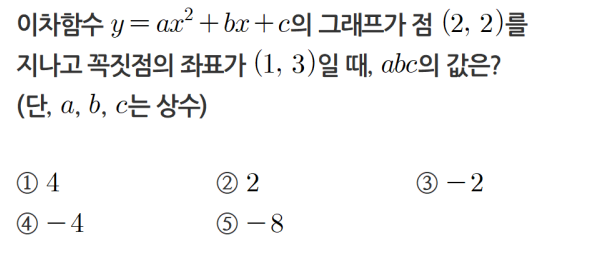 이차함수 y=ax²+bx+c의 그래프가 점 (2, 2)를
지나고 꼭짓점의 좌표가 (1, 3)일 때, abc의 값은?
(단, a, b, c는 상수)
① 4 ② 2 ③ −2
④ −4 ⑤ −8